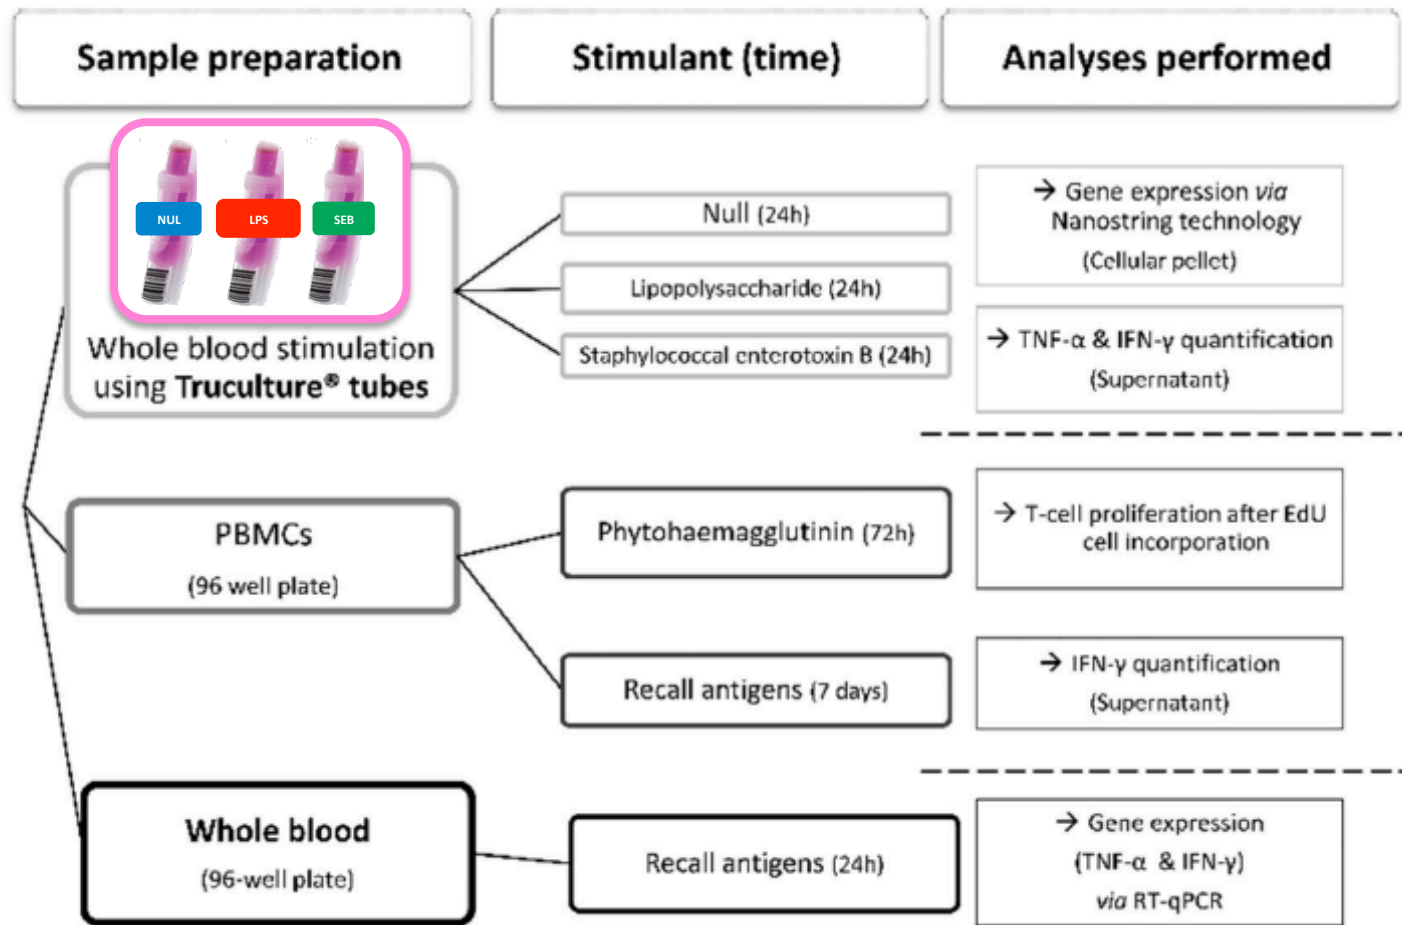 Sample preparation
Stimulant (time)
Analyses performed
NUL
LPS
SEB
Whole blood stimulation
using Truculture® tubes
Null (24h)
Lipopolysaccharide (24h)
Staphylococcal enterotoxin B (24h)
→ Gene expression via
Nanostring technology
(Cellular pellet)
→ TNF-α & IFN-γ quantification
(Supernatant)
PBMCs
(96 well plate)
Phytohaemagglutinin (72h)
→ T-cell proliferation after EdU
cell incorporation
Recall antigens (7 days)
→ IFN-γ quantification
(Supernatant)
Whole blood
(96-well plate)
Recall antigens (24h)
→ Gene expression
(TNF-α & IFN-γ)
via RT-qPCR